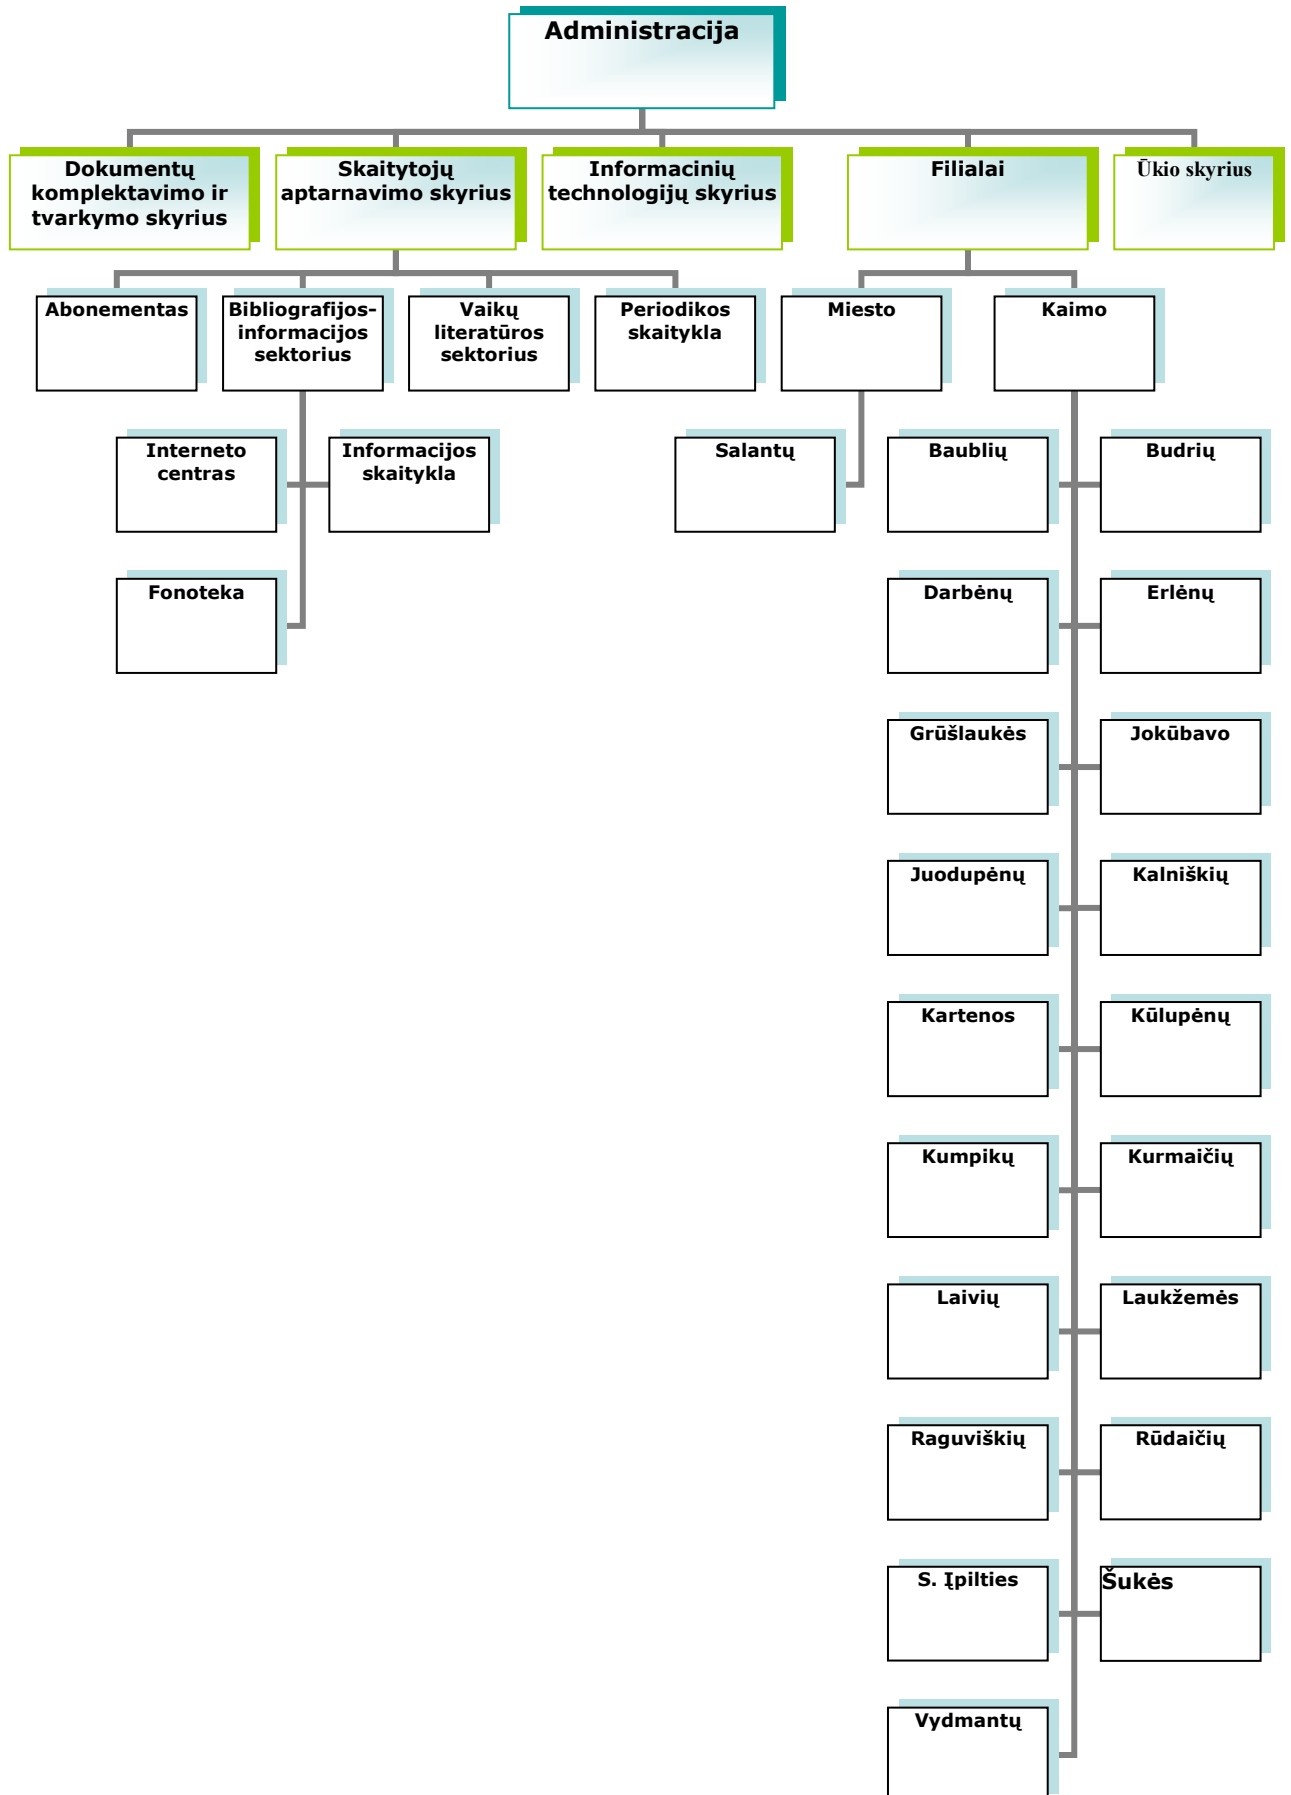 Administracija
Dokumentų
komplektavimo ir
tvarkymo skyrius
Skaitytojų
aptarnavimo skyrius
Informacinių
technologijų skyrius
Filialai
Ūkio skyrius
Abonementas
Bibliografijos-
informacijos
sektorius
Vaikų
literatūros
sektorius
Periodikos
skaitykla
Miesto
Kaimo
Interneto
centras
Informacijos
skaitykla
Salantų
Baublių
Budrių
Fonoteka
Darbėnų
Erlėnų
Grūšlaukės
Jokūbavo
Juodupėnų
Kalniškių
Kartenos
Kūlupėnų
Kumpikų
Kurmaičių
Laivių
Laukžemės
Raguviškių
Rūdaičių
S. Įpilties
Šukės
Vydmantų